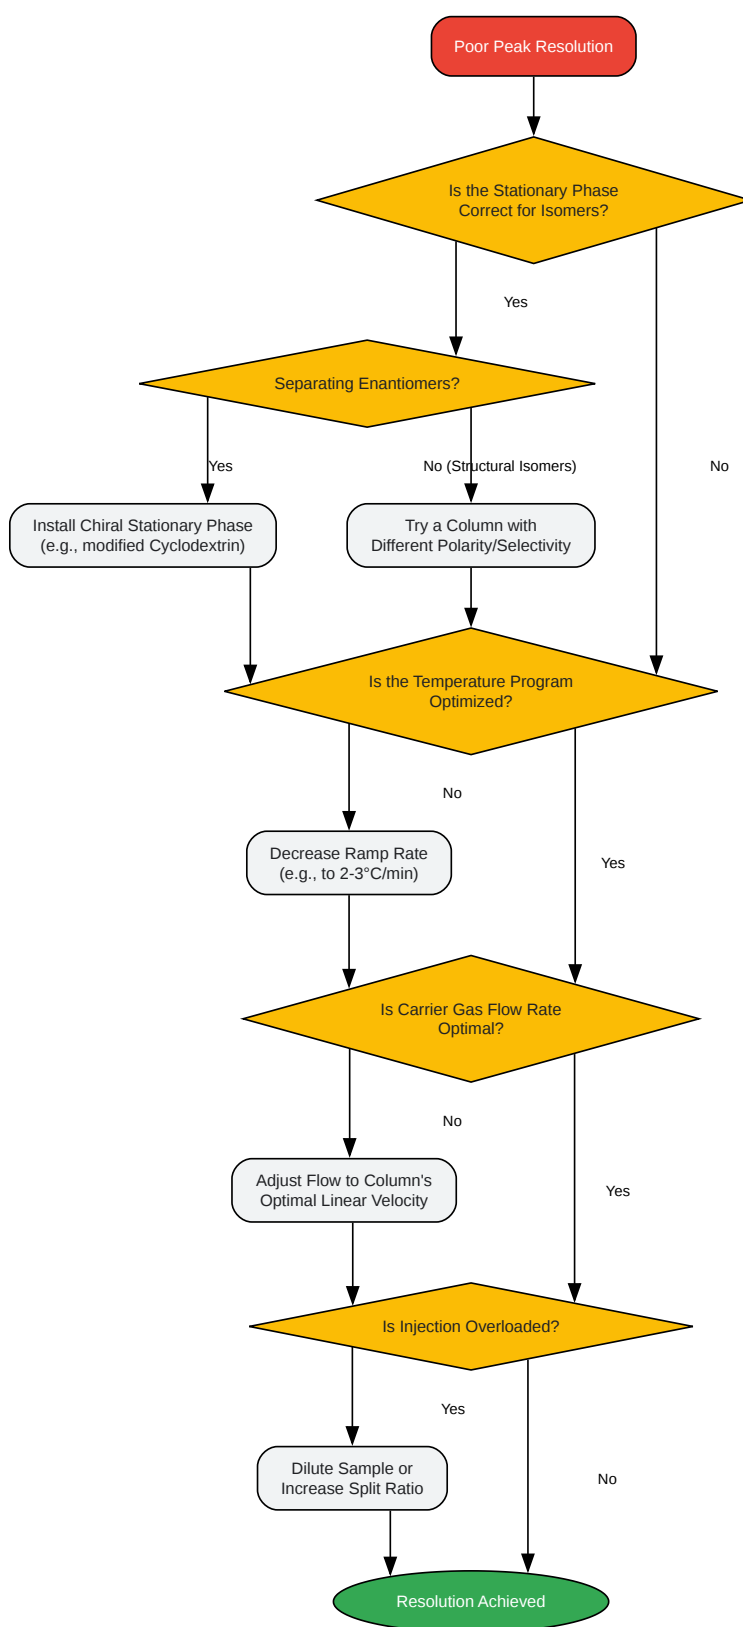 Poor Peak Resolution
Is the Stationary Phase
Correct for Isomers?
Yes
Separating Enantiomers?
Yes
No (Structural Isomers)
No
Install Chiral Stationary Phase
(e.g., modified Cyclodextrin)
Try a Column with
Different Polarity/Selectivity
Is the Temperature Program
Optimized?
No
Decrease Ramp Rate
(e.g., to 2-3°C/min)
Yes
Is Carrier Gas Flow Rate
Optimal?
No
Adjust Flow to Column's
Optimal Linear Velocity
Yes
Is Injection Overloaded?
Yes
Dilute Sample or
Increase Split Ratio
No
Resolution Achieved